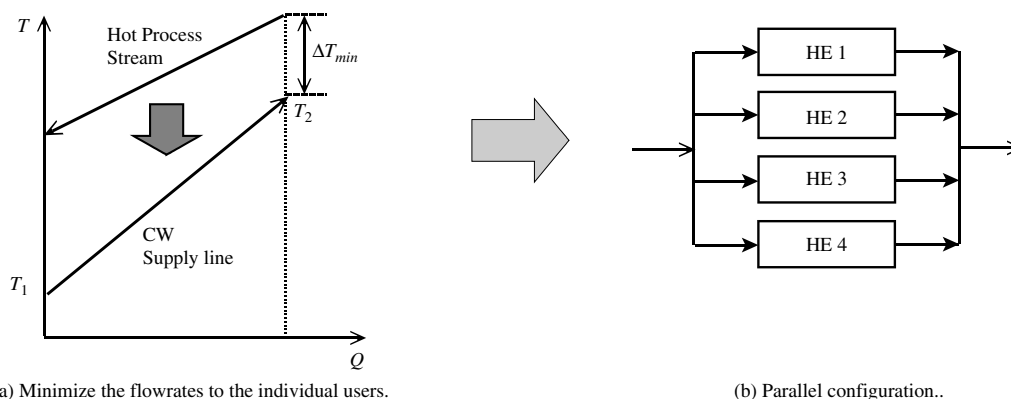 T
Hot Process
Stream
ΔTmin
T2
CW
Supply line
T1
Q
HE 1
HE 2
HE 3
HE 4
a) Minimize the flowrates to the individual users.
(b) Parallel configuration..